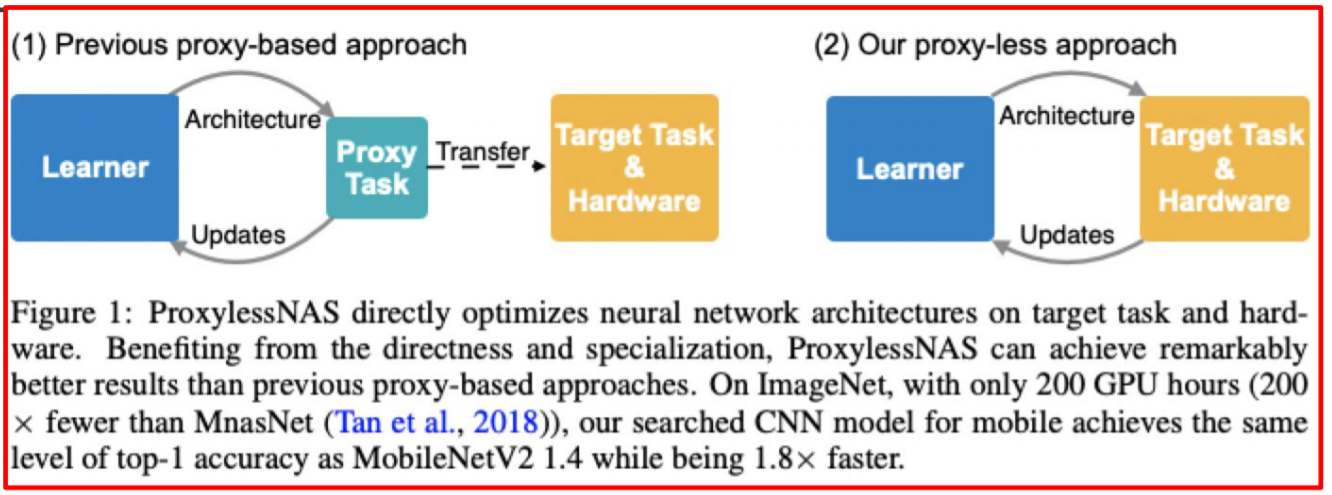 (1) Previous proxy-based approach
(2) Our proxy-less approach
Learner
Architecture
Updates
Proxy
Task
Transfer
Target Task
&
Hardware
Learner
Architecture
Updates
Target Task
&
Hardware
Figure 1: ProxylessNAS directly optimizes neural network architectures on target task and hard-
ware. Benefiting from the directness and specialization, ProxylessNAS can achieve remarkably
better results than previous proxy-based approaches. On ImageNet, with only 200 GPU hours (200
× fewer than MnasNet (Tan et al., 2018)), our searched CNN model for mobile achieves the same
level of top-1 accuracy as MobileNetV2 1.4 while being 1.8× faster.